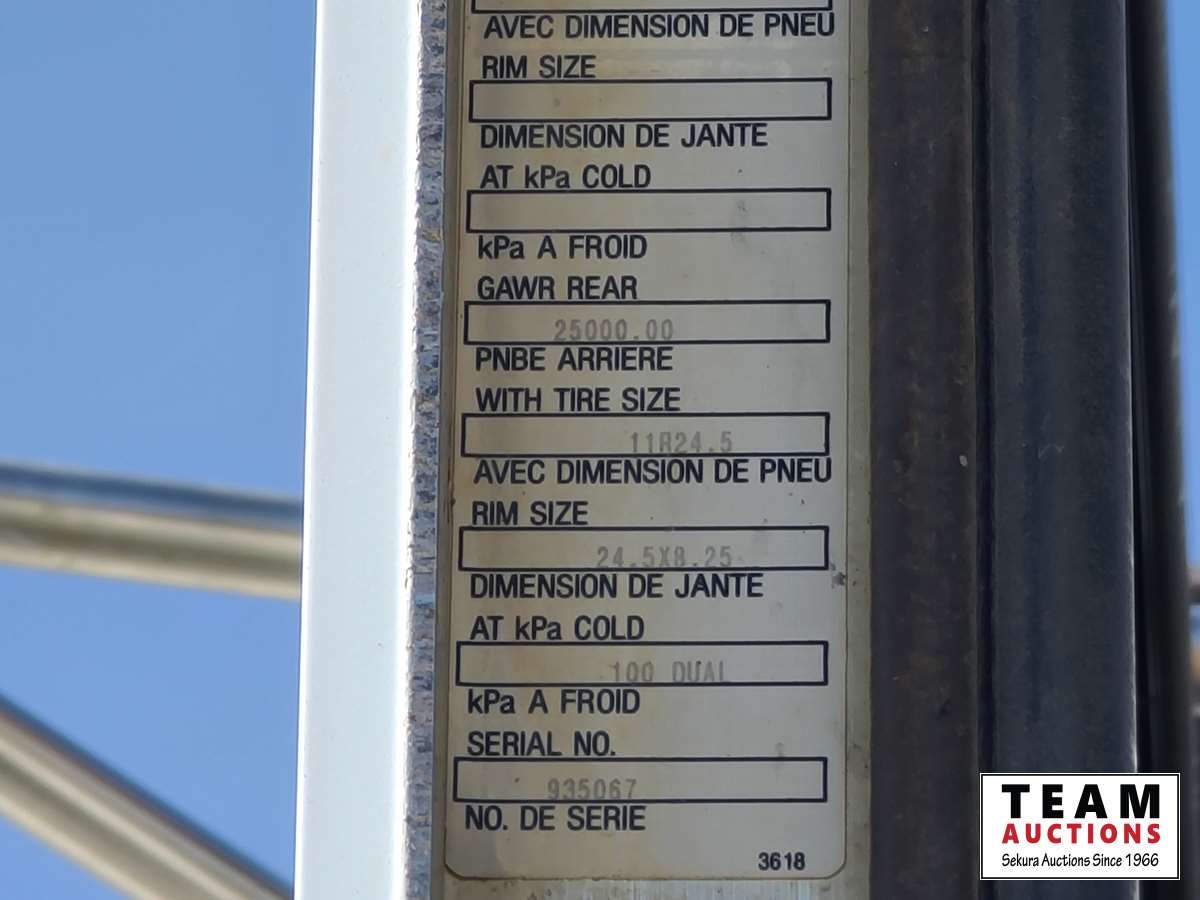 AVEC DIMENSION DE PNEU
RIM SIZE
DIMENSION DE JANTE
AT kPa COLD
kPa A FROID
GAWR REAR
25000.00
PNBE ARRIERE
WITH TIRE SIZE
11R24.5
AVEC DIMENSION DE PNEU
RIM SIZE
24.5X8.25
DIMENSION DE JANTE
AT kPa COLD
100 DUAL
kPa A FROID
SERIAL NO.
935067
NO. DE SERIE
3618
TEAM
AUCTIONS
Sekura Auctions Since 1966